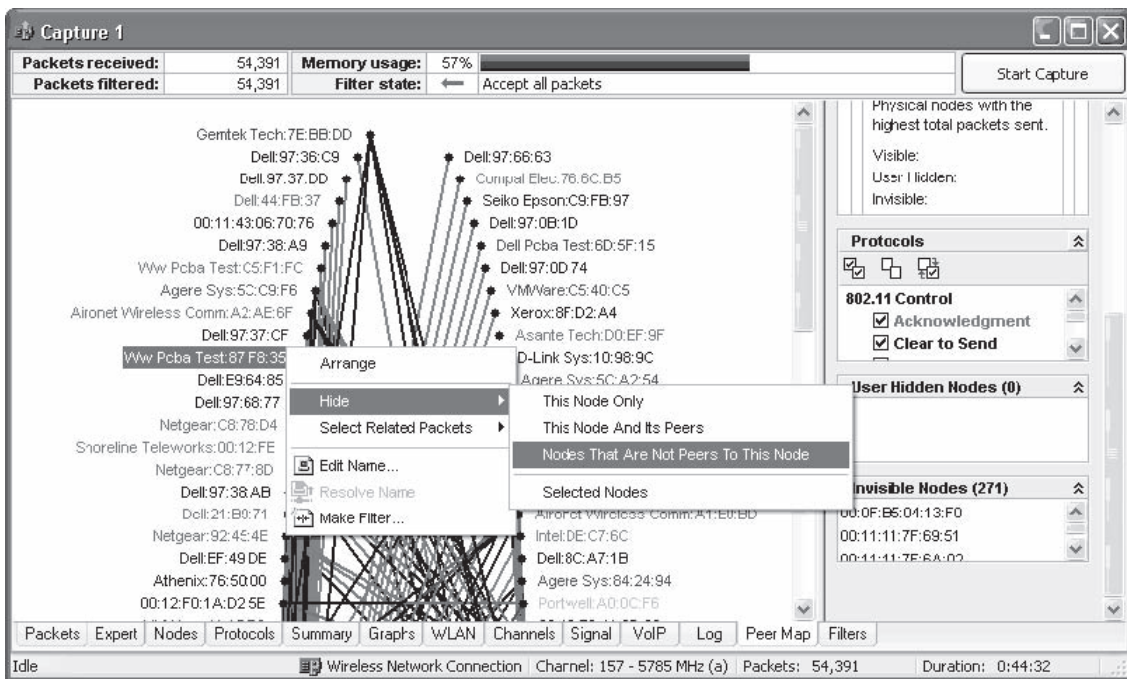 Capture 1
Packets received: 54,391 Memory usage: 57%
Packets filtered: 54,391 Filter state: Accept all packets
Start Capture
Gemtek Tech:7E:BB:DD
Dell:97:36:C9
Dell:97:37:DD
Dell:44:FB:37
00:11:43:06:70:76
Dell:97:38:A9
Ww Pcba Test:C5:F1:FC
Agere Sys:5C:C9:F6
Aironet Wireless Comm:A2:AE:6F
Dell:97:37:CF
Ww Pcba Test:87:F8:35
Dell:E9:64:85
Dell:97:68:77
Netgear:C8:78:D4
Shoreline Teleworks:00:12:FE
Netgear:C8:77:8D
Dell:97:38:AB
Dell:21:B0:71
Netgear:92:45:4E
Dell:EF:49:DE
Athenix:76:50:00
00:12:F0:1A:D2:5E
Dell:97:66:63
Compal Elec:76:6C:B5
Seiko Epson:C9:FB:97
Dell:97:0B:1D
Dell Pcba Test:6D:5F:15
Dell:97:0D:74
VMWare:C5:40:C5
Xerox:8F:D2:A4
Asante Tech:D0:EF:9F
D-Link Sys:10:98:9C
Agere Sys:5C:A2:54
Aironet Wireless Comm:A1:E0:BD
Intel:DE:C7:6C
Dell:8C:A7:1B
Agere Sys:84:24:94
Portwell:A0:0C:F6
Arrange
Hide
Select Related Packets
Edit Name...
Resolve Name
Make Filter...
This Node Only
This Node And Its Peers
Nodes That Are Not Peers To This Node
Selected Nodes
Physical nodes with the
highest total packets sent.
Visible:
User Hidden:
Invisible:
Protocols
802.11 Control
Acknowledgment
Clear to Send
User Hidden Nodes (0)
Invisible Nodes (271)
00:0F:B5:04:13:F0
00:11:11:7F:69:51
00:11:11:7F:6A:02
Packets Expert Nodes Protocols Summary Graphs WLAN Channels Signal VoIP Log Peer Map Filters
Idle Wireless Network Connection Channel: 157 - 5785 MHz (a) Packets: 54,391 Duration: 0:44:32